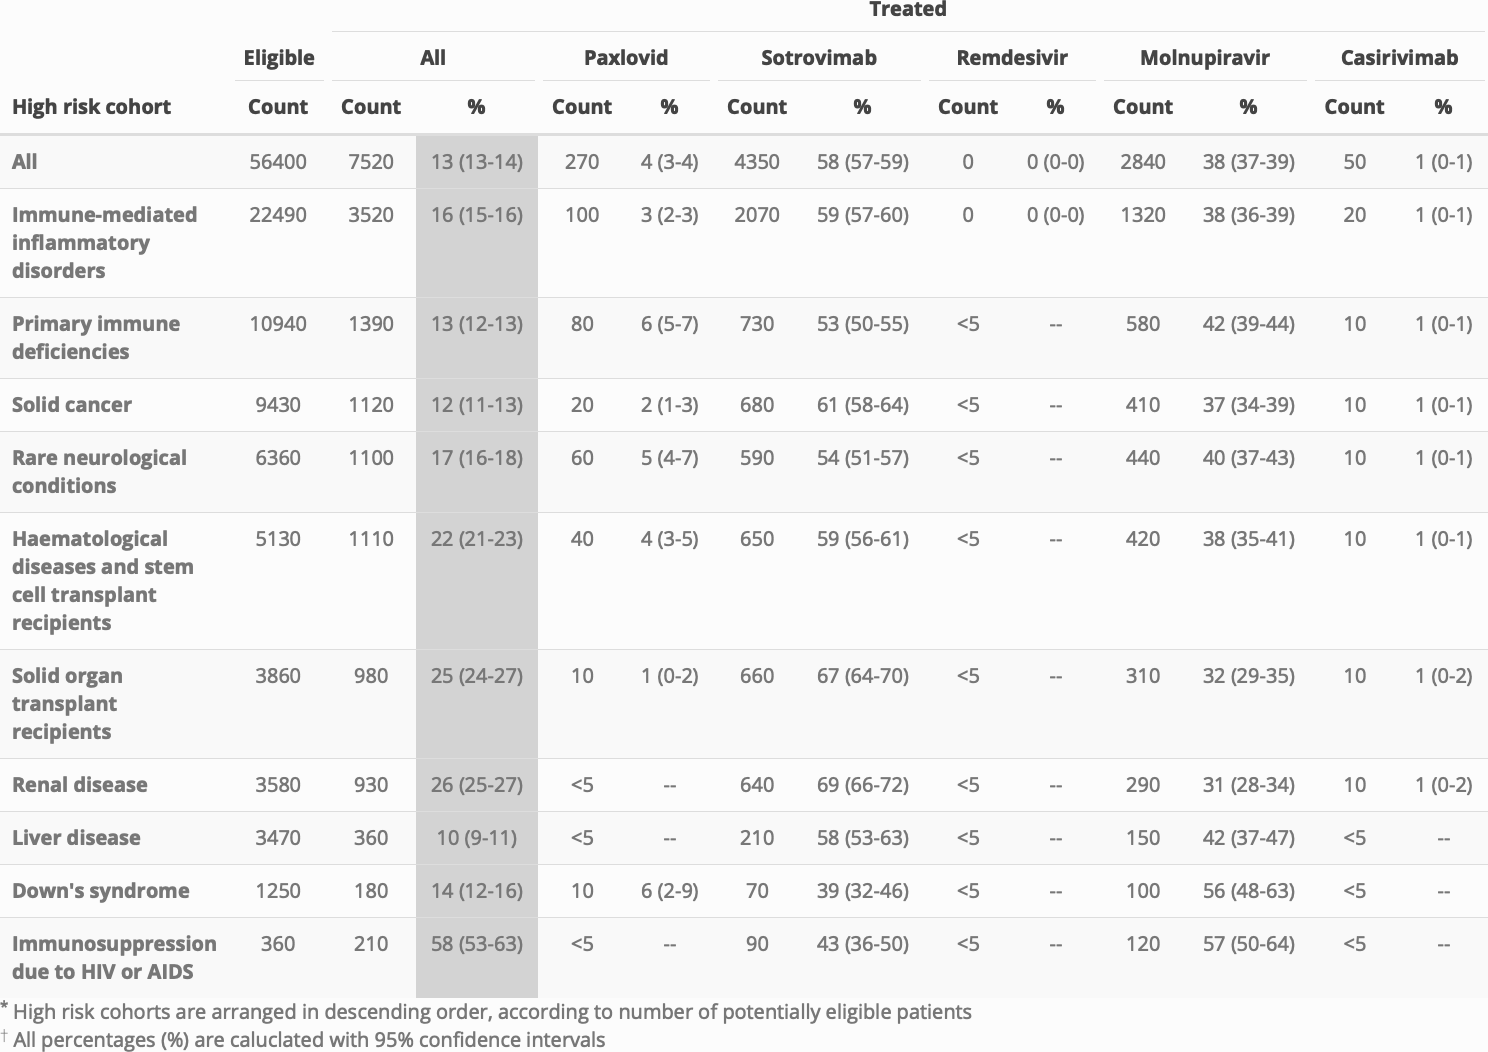 Treated
Eligible All Paxlovid Sotrovimab Remdesivir Molnupiravir Casirivimab
High risk cohort Count Count % Count % Count % Count % Count % Count %
All 56400 7520 13 (13-14) 270 4 (3-4) 4350 58 (57-59) 0 0 (0-0) 2840 38 (37-39) 50 1 (0-1)
Immune-mediated 22490 3520 16 (15-16) 100 3 (2-3) 2070 59 (57-60) 0 0 (0-0) 1320 38 (36-39) 20 1 (0-1)
inflammatory
disorders
Primary immune 10940 1390 13 (12-13) 80 6 (5-7) 730 53 (50-55) <5 -- 580 42 (39-44) 10 1 (0-1)
deficiencies
Solid cancer 9430 1120 12 (11-13) 20 2 (1-3) 680 61 (58-64) <5 -- 410 37 (34-39) 10 1 (0-1)
Rare neurological 6360 1100 17 (16-18) 60 5 (4-7) 590 54 (51-57) <5 -- 440 40 (37-43) 10 1 (0-1)
conditions
Haematological 5130 1110 22 (21-23) 40 4 (3-5) 650 59 (56-61) <5 -- 420 38 (35-41) 10 1 (0-1)
diseases and stem
cell transplant
recipients
Solid organ 3860 980 25 (24-27) 10 1 (0-2) 660 67 (64-70) <5 -- 310 32 (29-35) 10 1 (0-2)
transplant
recipients
Renal disease 3580 930 26 (25-27) <5 -- 640 69 (66-72) <5 -- 290 31 (28-34) 10 1 (0-2)
Liver disease 3470 360 10 (9-11) <5 -- 210 58 (53-63) <5 -- 150 42 (37-47) <5 --
Down's syndrome 1250 180 14 (12-16) 10 6 (2-9) 70 39 (32-46) <5 -- 100 56 (48-63) <5 --
Immunosuppression 360 210 58 (53-63) <5 -- 90 43 (36-50) <5 -- 120 57 (50-64) <5 --
due to HIV or AIDS
* High risk cohorts are arranged in descending order, according to number of potentially eligible patients
† All percentages (%) are caluclated with 95% confidence intervals